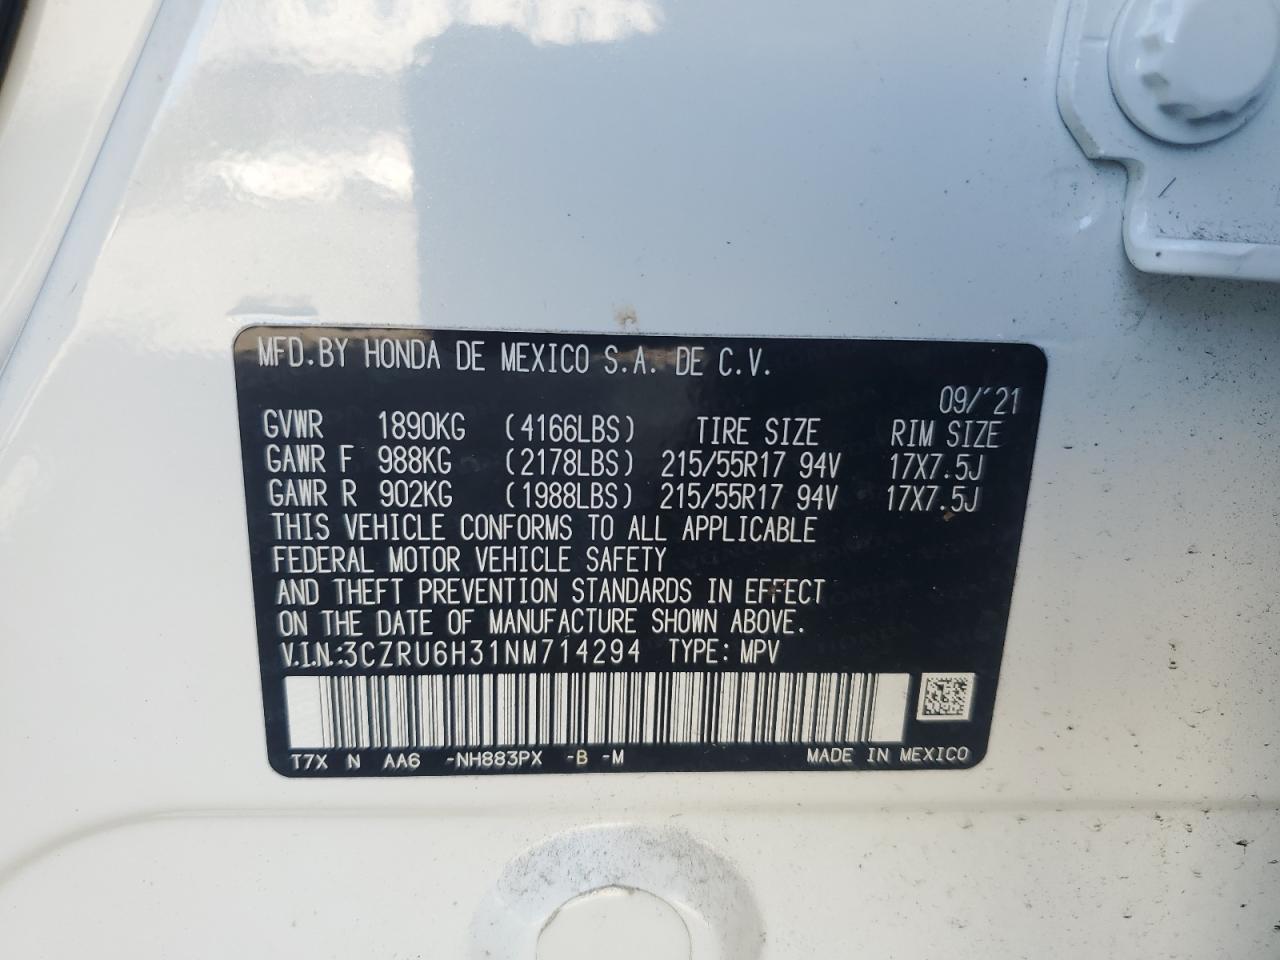 MFD.BY HONDA DE MEXICO S.A. DE C.V.
09/'21
GVWR 1890KG (4166LBS) TIRE SIZE RIM SIZE
GAWR F 988KG (2178LBS) 215/55R17 94V 17X7.5J
GAWR R 902KG (1988LBS) 215/55R17 94V 17X7.5J
THIS VEHICLE CONFORMS TO ALL APPLICABLE
FEDERAL MOTOR VEHICLE SAFETY
AND THEFT PREVENTION STANDARDS IN EFFECT
ON THE DATE OF MANUFACTURE SHOWN ABOVE.
V.I.N.:3CZRU6H31NM714294 TYPE: MPV
T7X N AA6 -NH883PX -B -M MADE IN MEXICO